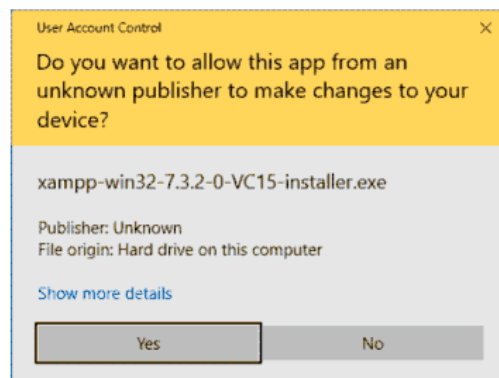 User Account Control
Do you want to allow this app from an
unknown publisher to make changes to your
device?
xampp-win32-7.3.2-0-VC15-installer.exe
Publisher: Unknown
File origin: Hard drive on this computer
Show more details
Yes
No